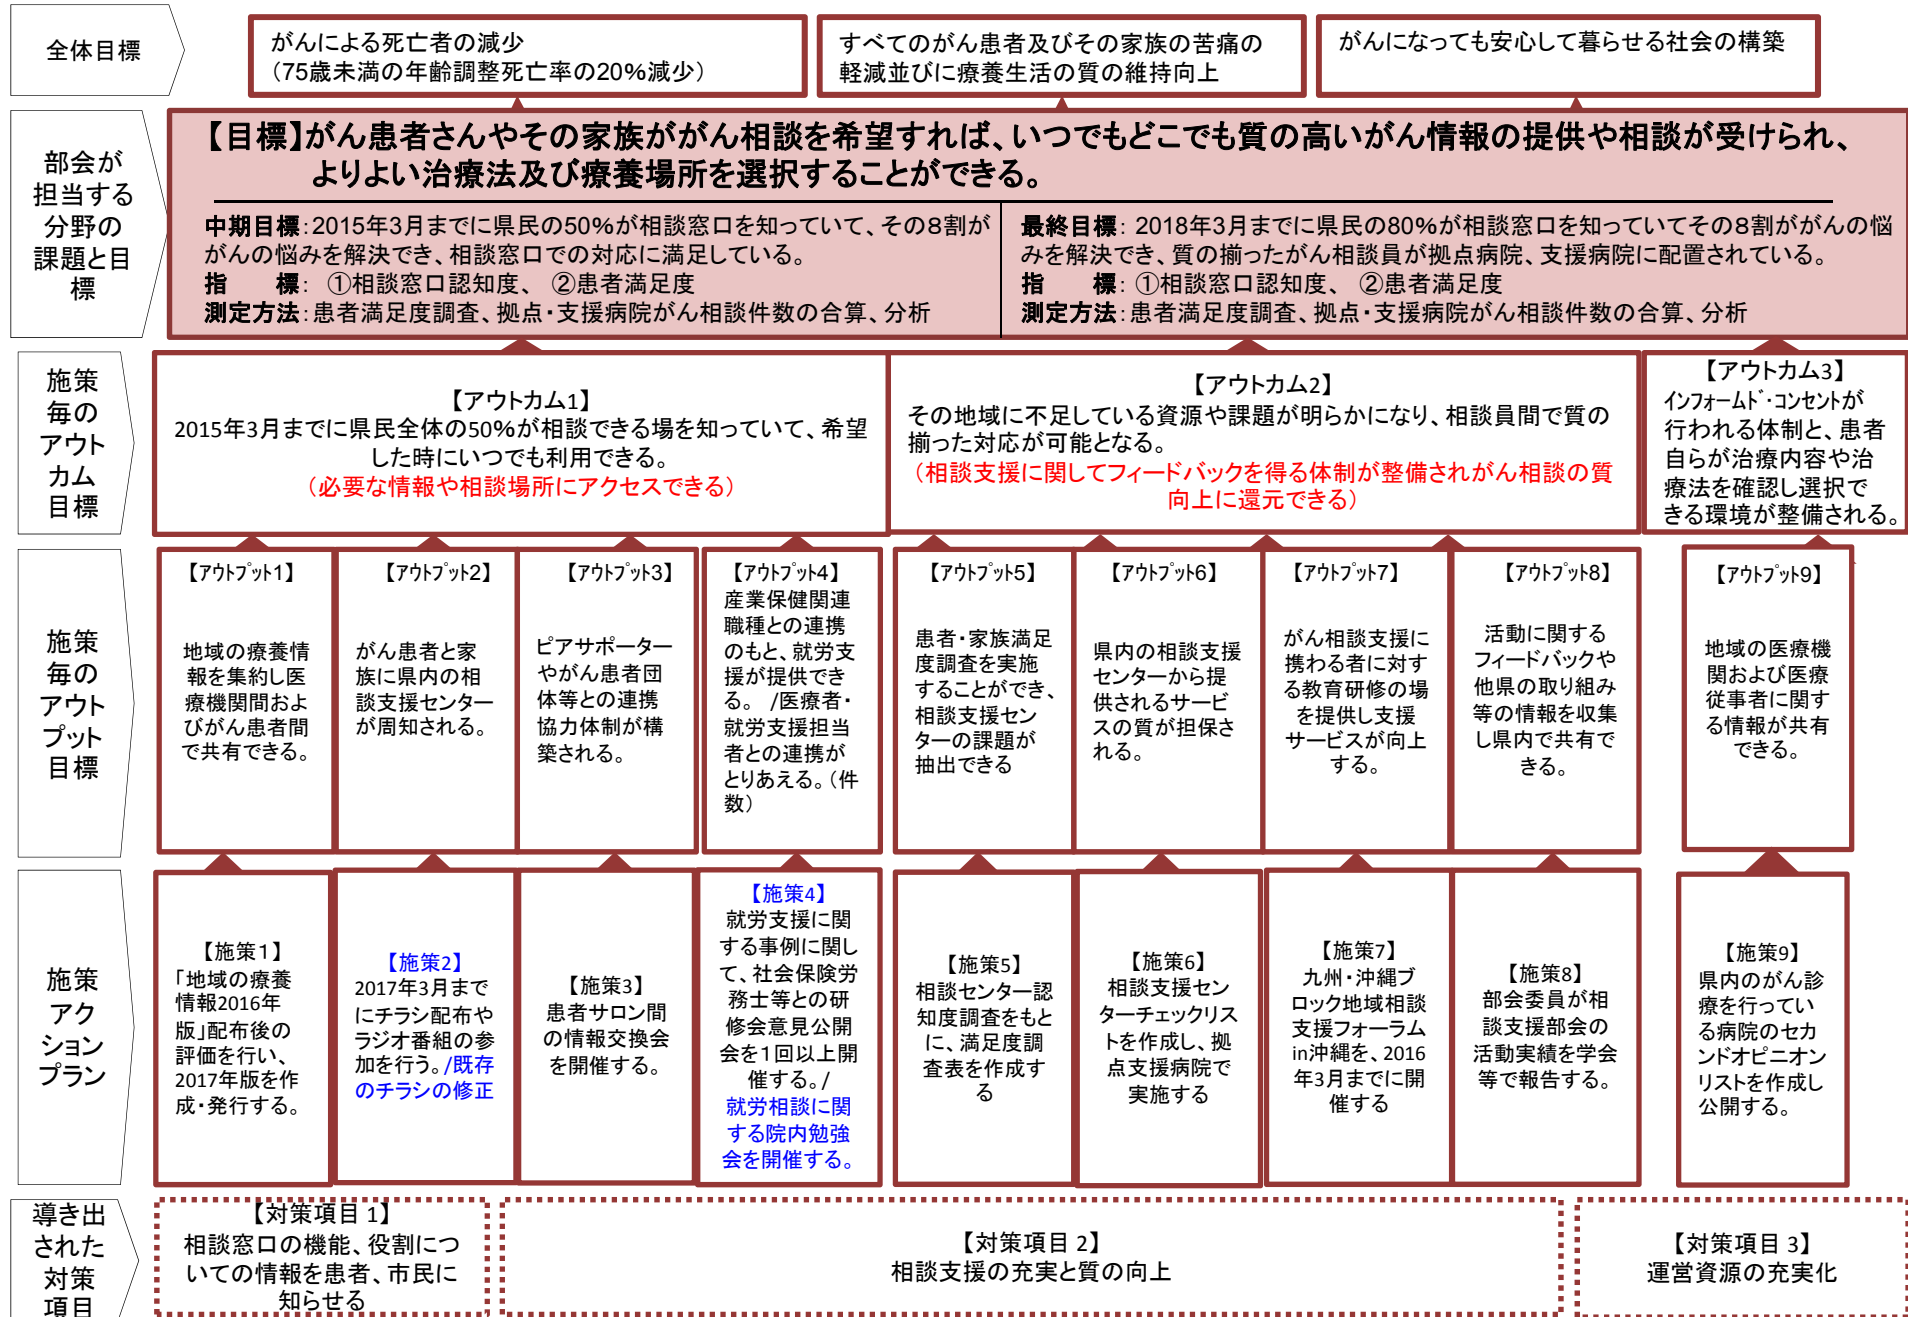 全体目標
がんによる死亡者の減少
（75歳未満の年齢調整死亡率の20%減少）
すべてのがん患者及びその家族の苦痛の
軽減並びに療養生活の質の維持向上
がんになっても安心して暮らせる社会の構築
部会が
担当する
分野の
課題と目
標
【目標】がん患者さんやその家族ががん相談を希望すれば、いつでもどこでも質の高いがん情報の提供や相談が受けられ、
よりよい治療法及び療養場所を選択することができる。
中期目標：2015年3月までに県民の50%が相談窓口を知っていて、その８割が
がんの悩みを解決でき、相談窓口での対応に満足している。
指　　標：　①相談窓口認知度、　②患者満足度
測定方法：患者満足度調査、拠点・支援病院がん相談件数の合算、分析
最終目標：2018年3月までに県民の80%が相談窓口を知っていてその８割ががんの悩
みを解決でき、質の揃ったがん相談員が拠点病院、支援病院に配置されている。
指　　標：①相談窓口認知度、　②患者満足度
測定方法：患者満足度調査、拠点・支援病院がん相談件数の合算、分析
施策
毎の
アウト
カム
目標
【アウトカム1】
2015年3月までに県民全体の50%が相談できる場を知っていて、希望
した時にいつでも利用できる。
（必要な情報や相談場所にアクセスできる）
【アウトカム2】
その地域に不足している資源や課題が明らかになり、相談員間で質の
揃った対応が可能となる。
（相談支援に関してフィードバックを得る体制が整備されがん相談の質
向上に還元できる）
【アウトカム3】
ｲﾝﾌｫｰﾑﾄﾞ・コンセントが
行われる体制と、患者
自らが治療内容や治
療法を確認し選択で
きる環境が整備される。
施策
毎の
アウト
プット
目標
【ｱｳﾄﾌﾟｯﾄ1】
地域の療養情
報を集約し医
療機関間およ
びがん患者間
で共有できる。
【ｱｳﾄﾌﾟｯﾄ2】
がん患者と家
族に県内の相
談支援センター
が周知される。
【ｱｳﾄﾌﾟｯﾄ3】
ピアサポーター
やがん患者団
体等との連携
協力体制が構
築される。
【ｱｳﾄﾌﾟｯﾄ4】
産業保健関連
職種との連携
のもと、就労支
援が提供でき
る。　/医療者・
就労支援担当
者との連携が
とりあえる。（件
数）
【ｱｳﾄﾌﾟｯﾄ5】
患者・家族満足
度調査を実施
することができ、
相談支援セン
ターの課題が
抽出できる
【ｱｳﾄﾌﾟｯﾄ6】
県内の相談支援
センターから提
供されるサービ
スの質が担保さ
れる。
【ｱｳﾄﾌﾟｯﾄ7】
がん相談支援に
携わる者に対す
る教育研修の場
を提供し支援
サービスが向上
する。
【ｱｳﾄﾌﾟｯﾄ8】
活動に関する
フィードバックや
他県の取り組み
等の情報を収集
し県内で共有で
きる。
【ｱｳﾄﾌﾟｯﾄ9】
地域の医療機
関および医療
従事者に関す
る情報が共有
できる。
施策
アク
ション
プラン
【施策１】
「地域の療養
情報2016年
版」配布後の
評価を行い、
2017年版を作
成・発行する。
【施策2】
2017年3月まで
にチラシ配布や
ラジオ番組の参
加を行う。/既存
のチラシの修正
【施策3】
患者サロン間
の情報交換会
を開催する。
【施策4】
就労支援に関
する事例に関し
て、社会保険労
務士等との研
修会意見公開
会を１回以上開
催する。/
就労相談に関
する院内勉強
会を開催する。
【施策5】
相談センター認
知度調査をもと
に、満足度調
査表を作成す
る
【施策6】
相談支援セン
ターチェックリス
トを作成し、拠
点支援病院で
実施する
【施策7】
九州・沖縄ブ
ロック地域相談
支援フォーラム
in沖縄を、2016
年3月までに開
催する
【施策8】
部会委員が相
談支援部会の
活動実績を学会
等で報告する。
【施策9】
県内のがん診
療を行ってい
る病院のセカ
ンドオピニオン
リストを作成し
公開する。
導き出
された
対策
項目
【対策項目 1】
相談窓口の機能、役割につ
いての情報を患者、市民に
知らせる
【対策項目 2】
相談支援の充実と質の向上
【対策項目 3】
運営資源の充実化